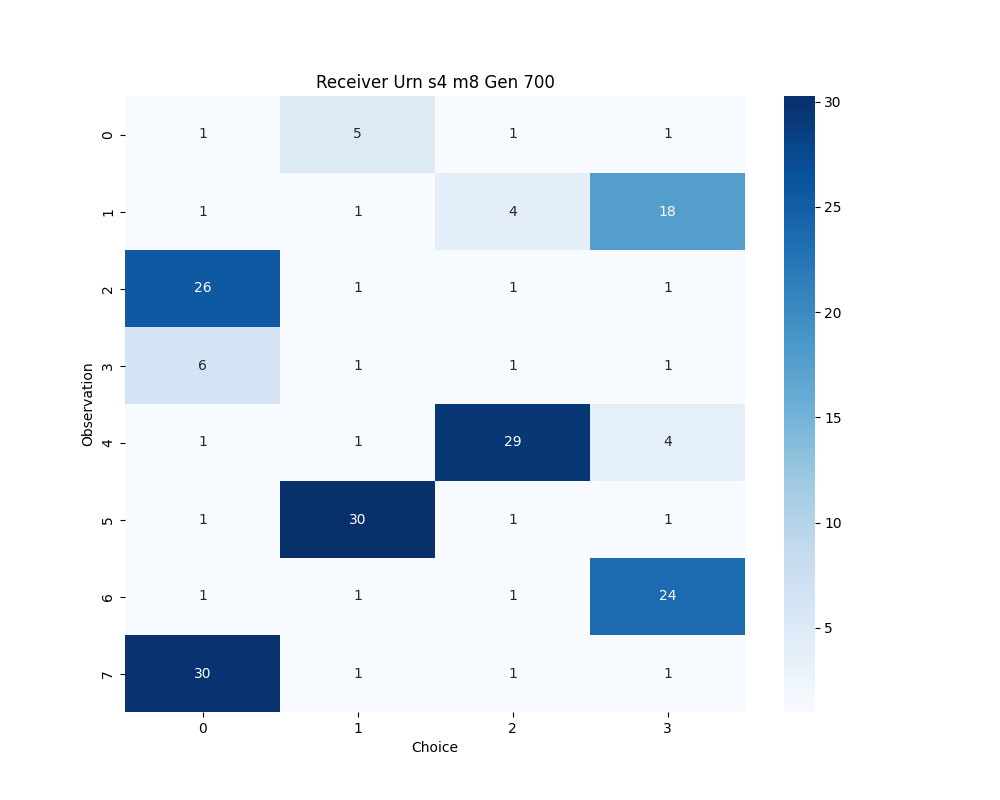 Receiver Urn s4 m8 Gen 700
0 1 5 1 1
1 1 1 4 18
2 26 1 1 1
3 6 1 1 1
4 1 1 29 4
5 1 30 1 1
6 1 1 1 24
7 30 1 1 1
0 1 2 3
Choice
Observation
30
25
20
15
10
5